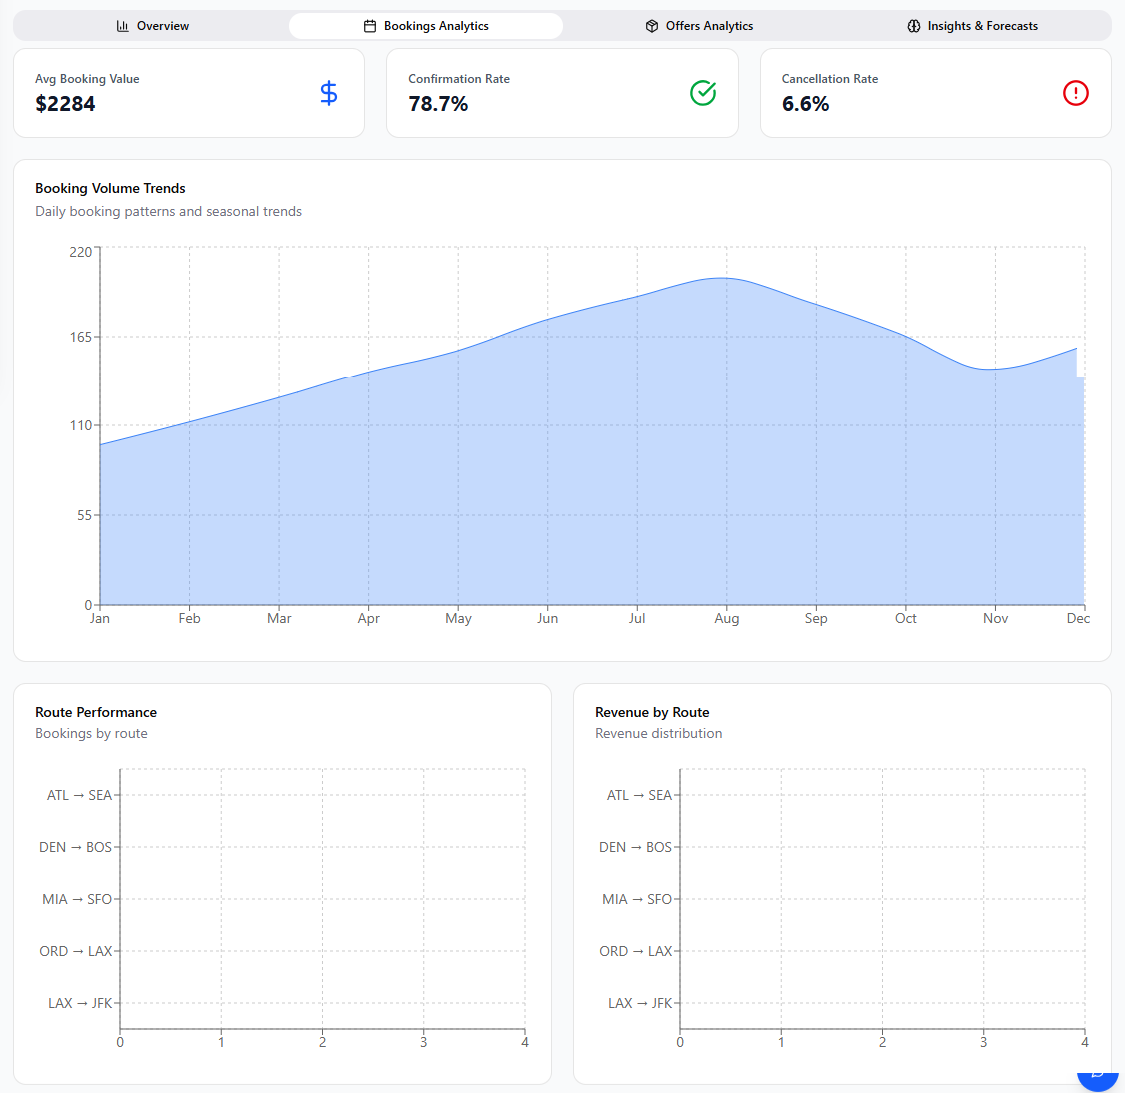 Overview
Bookings Analytics
Offers Analytics
Insights & Forecasts
Avg Booking Value
$2284
Confirmation Rate
78.7%
Cancellation Rate
6.6%
Booking Volume Trends
Daily booking patterns and seasonal trends
220
165
110
55
0
Jan Feb Mar Apr May Jun Jul Aug Sep Oct Nov Dec
Route Performance
Bookings by route
ATL → SEA
DEN → BOS
MIA → SFO
ORD → LAX
LAX → JFK
0 1 2 3 4
Revenue by Route
Revenue distribution
ATL → SEA
DEN → BOS
MIA → SFO
ORD → LAX
LAX → JFK
0 1 2 3 4